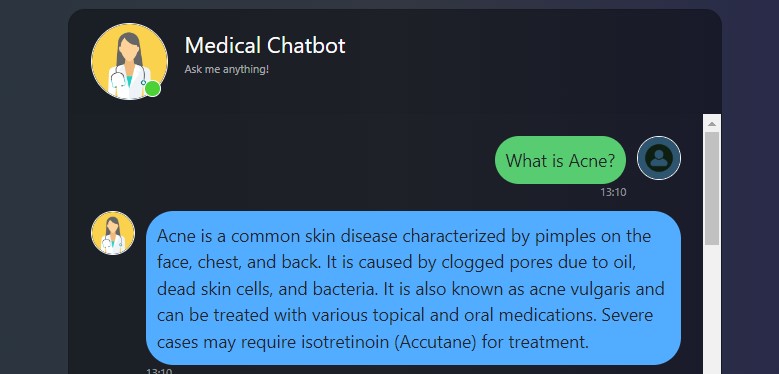 Medical Chatbot
Ask me anything!
What is Acne?
13:10
Acne is a common skin disease characterized by pimples on the
face, chest, and back. It is caused by clogged pores due to oil,
dead skin cells, and bacteria. It is also known as acne vulgaris and
can be treated with various topical and oral medications. Severe
cases may require isotretinoin (Accutane) for treatment.
13:10